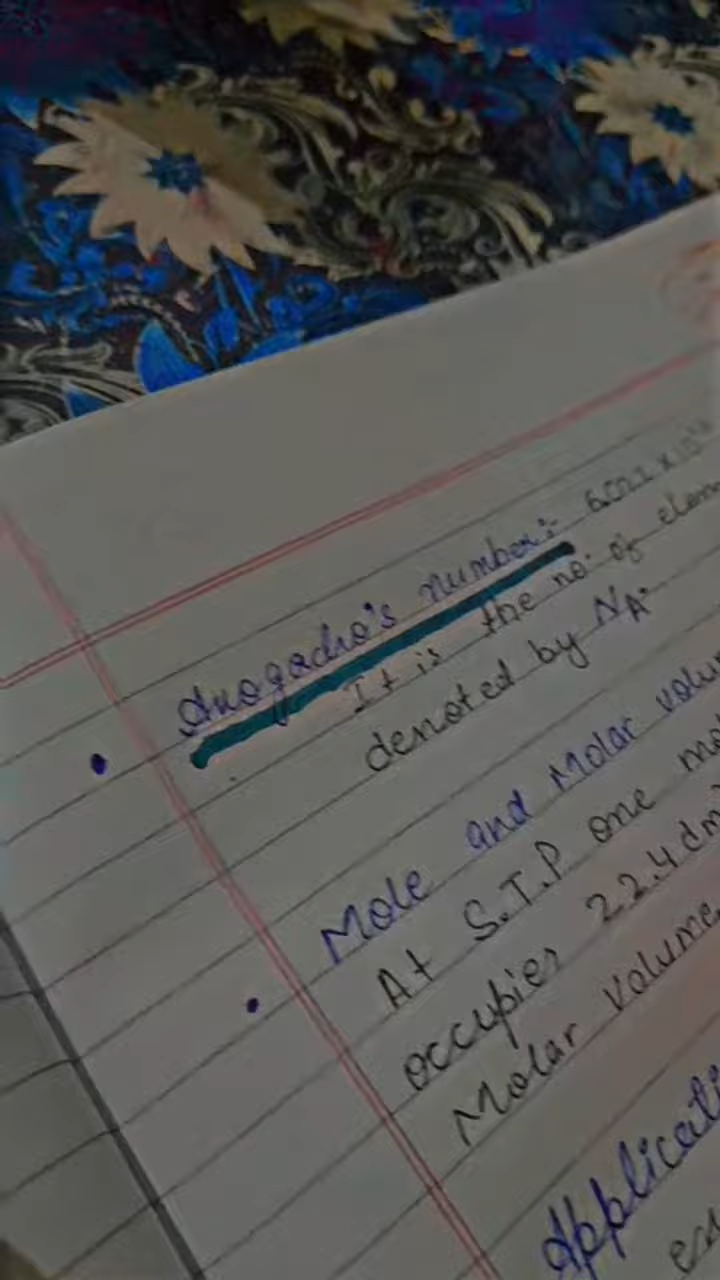 Avogadro's number:- 6.022 x 10
It is the no. of elem
denoted by NA.
Mole and Molar volu
At S.T.P one mo
occupies 22.4 dm
Molar volume
Applicati